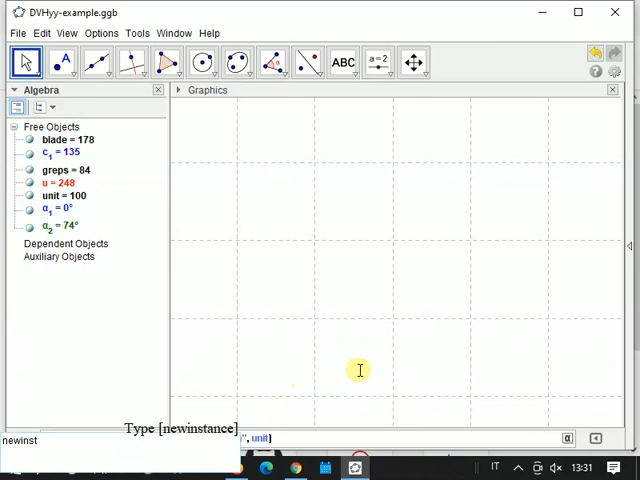 DVHyy-example.ggb
File Edit View Options Tools Window Help
ABC
a = 2
Algebra
Graphics
Free Objects
blade = 178
c₁ = 135
greps = 84
u = 248
unit = 100
α₁ = 0°
α₂ = 74°
Dependent Objects
Auxiliary Objects
Type [newinstance]
)", unit]
α
newinst
IT
13:31